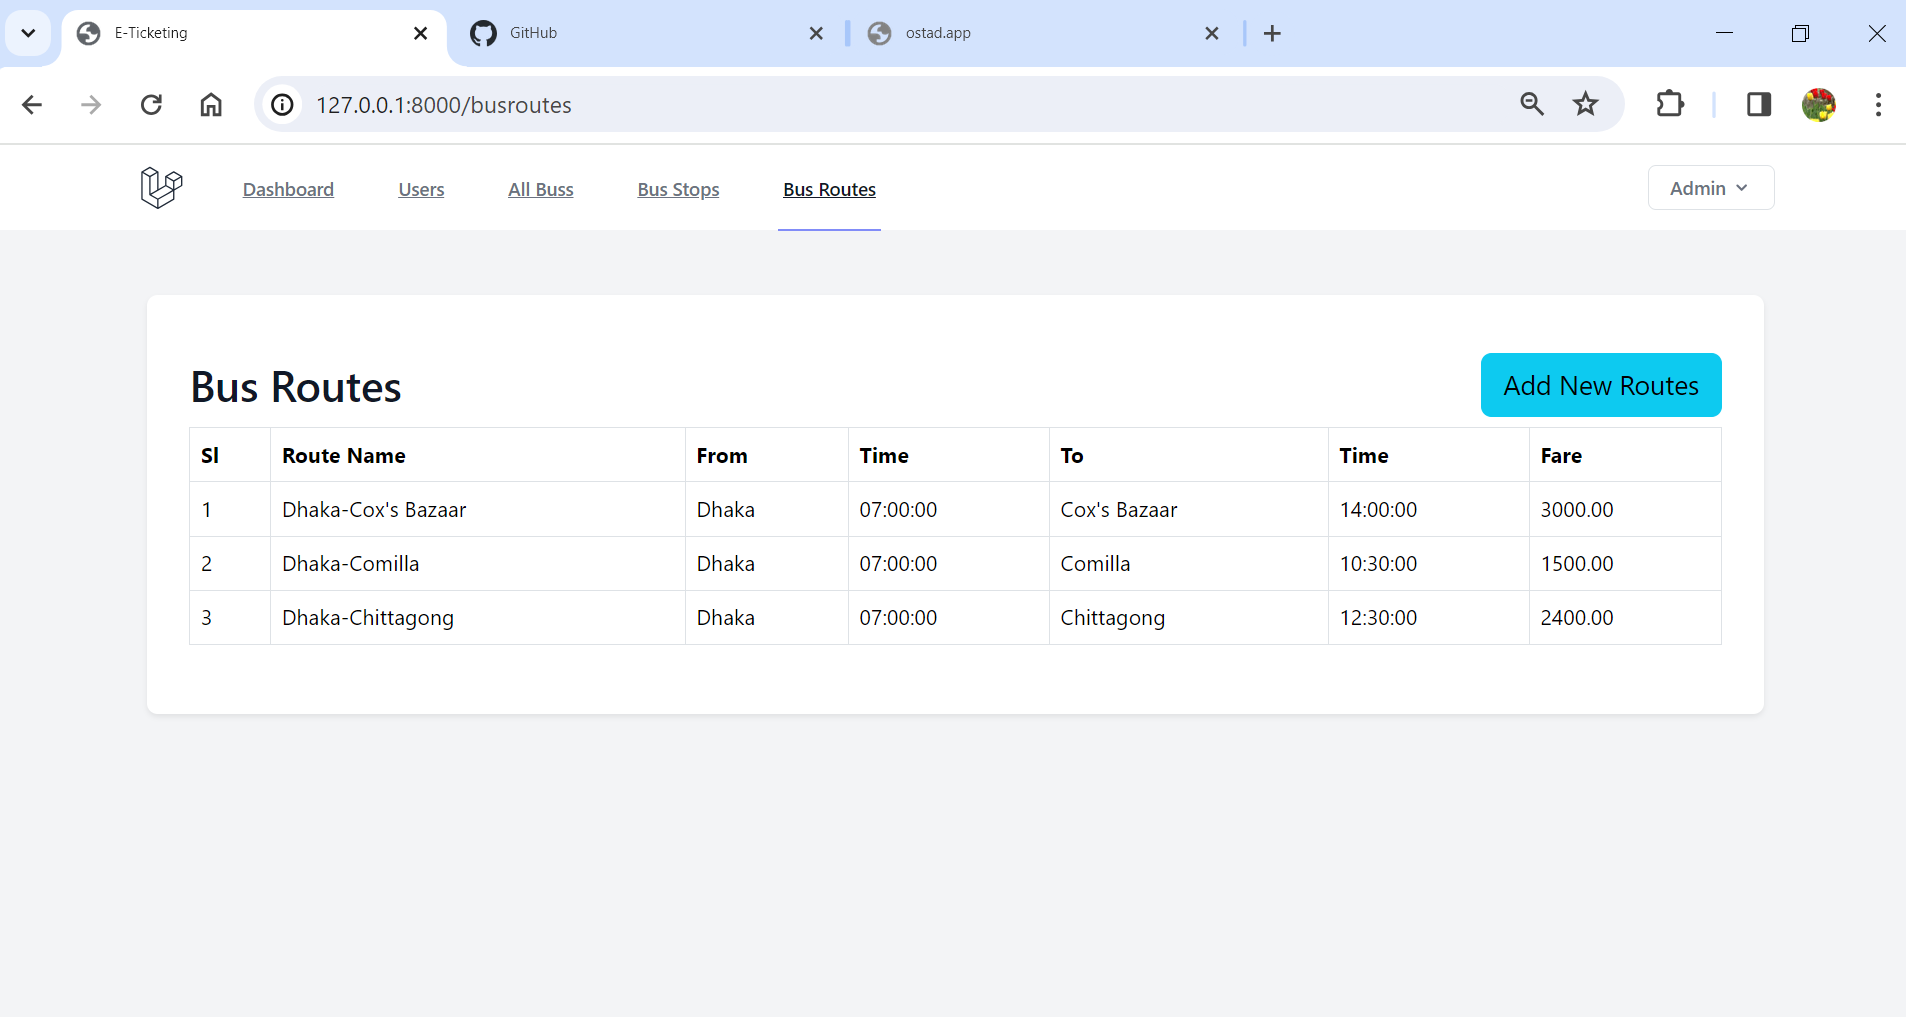 E-Ticketing GitHub ostad.app
127.0.0.1:8000/busroutes
Dashboard Users All Buss Bus Stops Bus Routes Admin
Bus Routes Add New Routes
Sl Route Name From Time To Time Fare
1 Dhaka-Cox's Bazaar Dhaka 07:00:00 Cox's Bazaar 14:00:00 3000.00
2 Dhaka-Comilla Dhaka 07:00:00 Comilla 10:30:00 1500.00
3 Dhaka-Chittagong Dhaka 07:00:00 Chittagong 12:30:00 2400.00